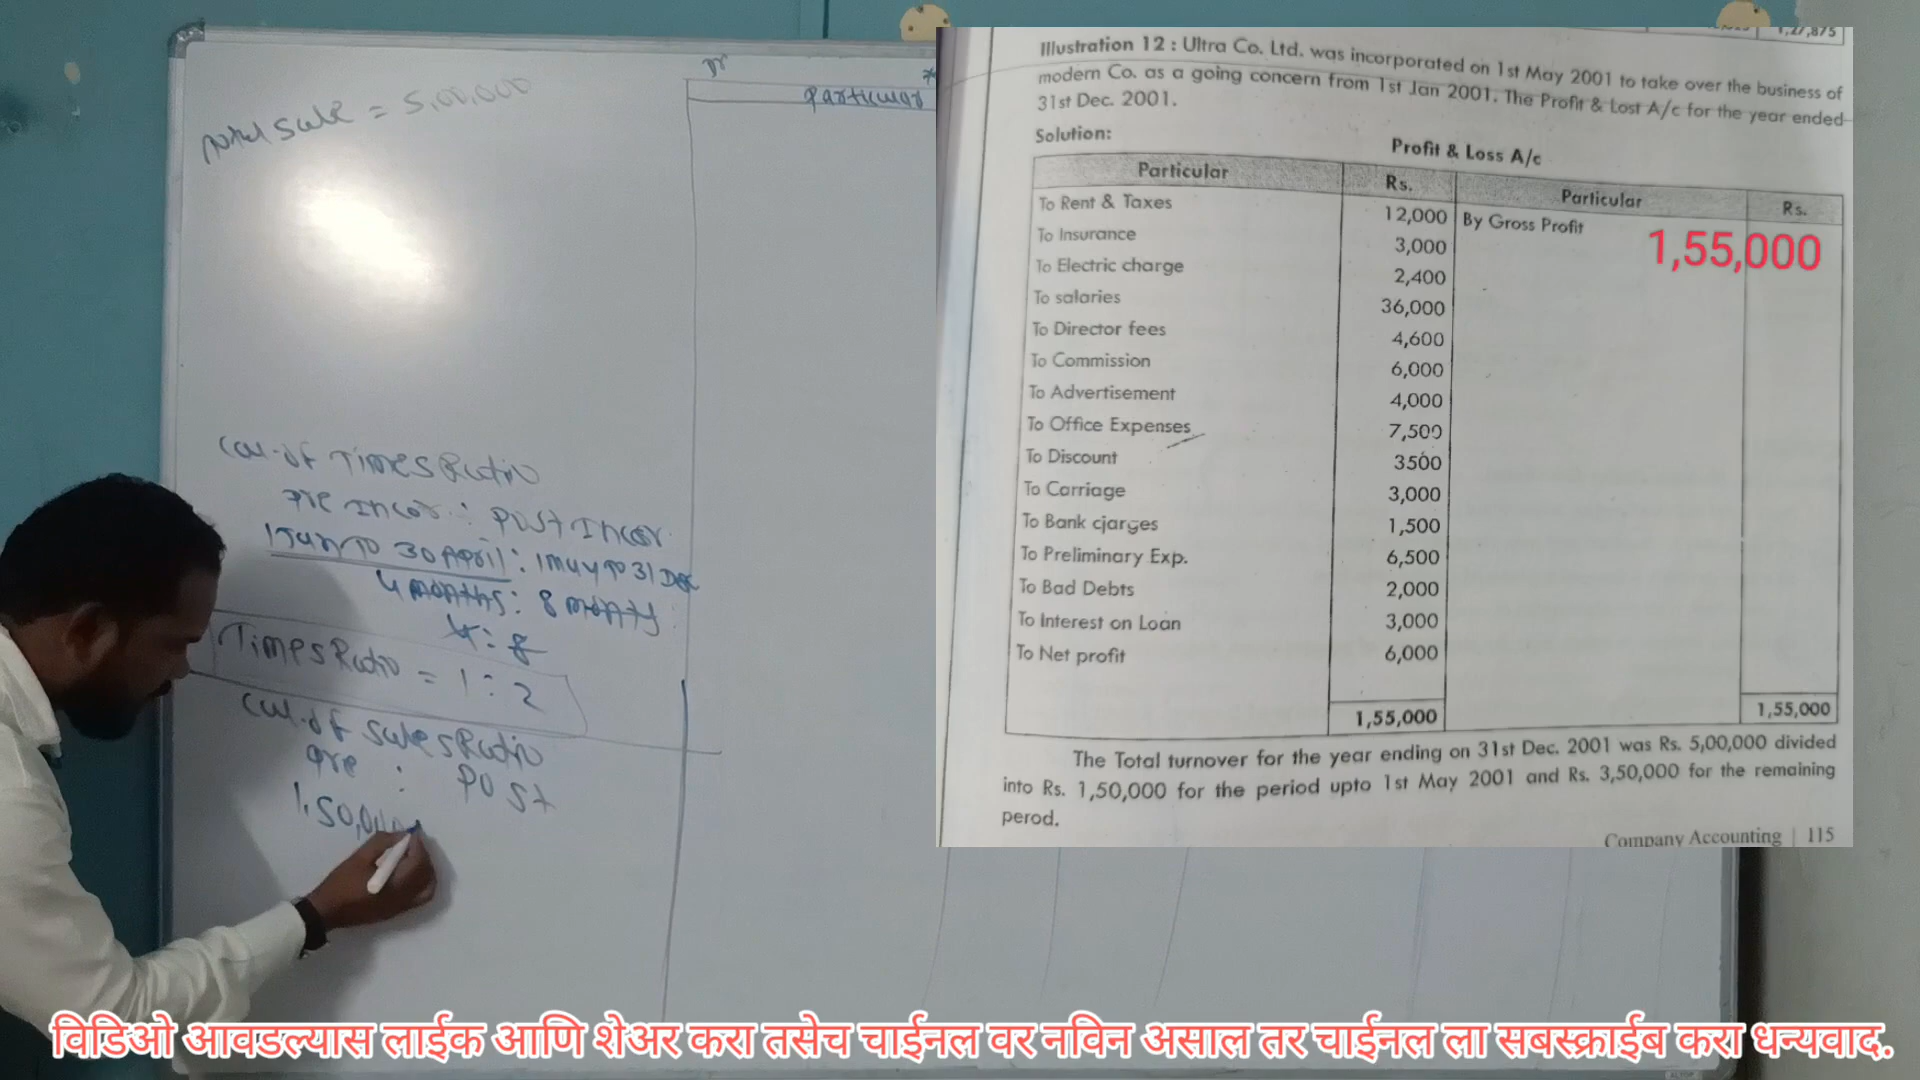 Total Sale = 5,00,000
Dr
Particular
Cal. of Times Ratio
Pre Incor. : Post Incor.
1 Jan To 30 April : 1 May To 31 Dec
4 months : 8 months
4 : 8
Times Ratio = 1 : 2
Cal. of Sales Ratio
Pre : Post
1,50,000
1,27,875
Illustration 12 : Ultra Co. Ltd. was incorporated on 1st May 2001 to take over the business of
modern Co. as a going concern from 1st Jan 2001. The Profit & Lost A/c for the year ended
31st Dec. 2001.
Solution:
Profit & Loss A/c
Particular Rs. Particular Rs.
To Rent & Taxes 12,000 By Gross Profit 1,55,000
To Insurance 3,000
To Electric charge 2,400
To salaries 36,000
To Director fees 4,600
To Commission 6,000
To Advertisement 4,000
To Office Expenses 7,500
To Discount 3500
To Carriage 3,000
To Bank cjarges 1,500
To Preliminary Exp. 6,500
To Bad Debts 2,000
To Interest on Loan 3,000
To Net profit 6,000
1,55,000 1,55,000
The Total turnover for the year ending on 31st Dec. 2001 was Rs. 5,00,000 divided
into Rs. 1,50,000 for the period upto 1st May 2001 and Rs. 3,50,000 for the remaining
perod.
Company Accounting | 115
विडिओ आवडल्यास लाईक आणि शेअर करा तसेच चाईनल वर नविन असाल तर चाईनल ला सबस्क्राईब करा धन्यवाद.